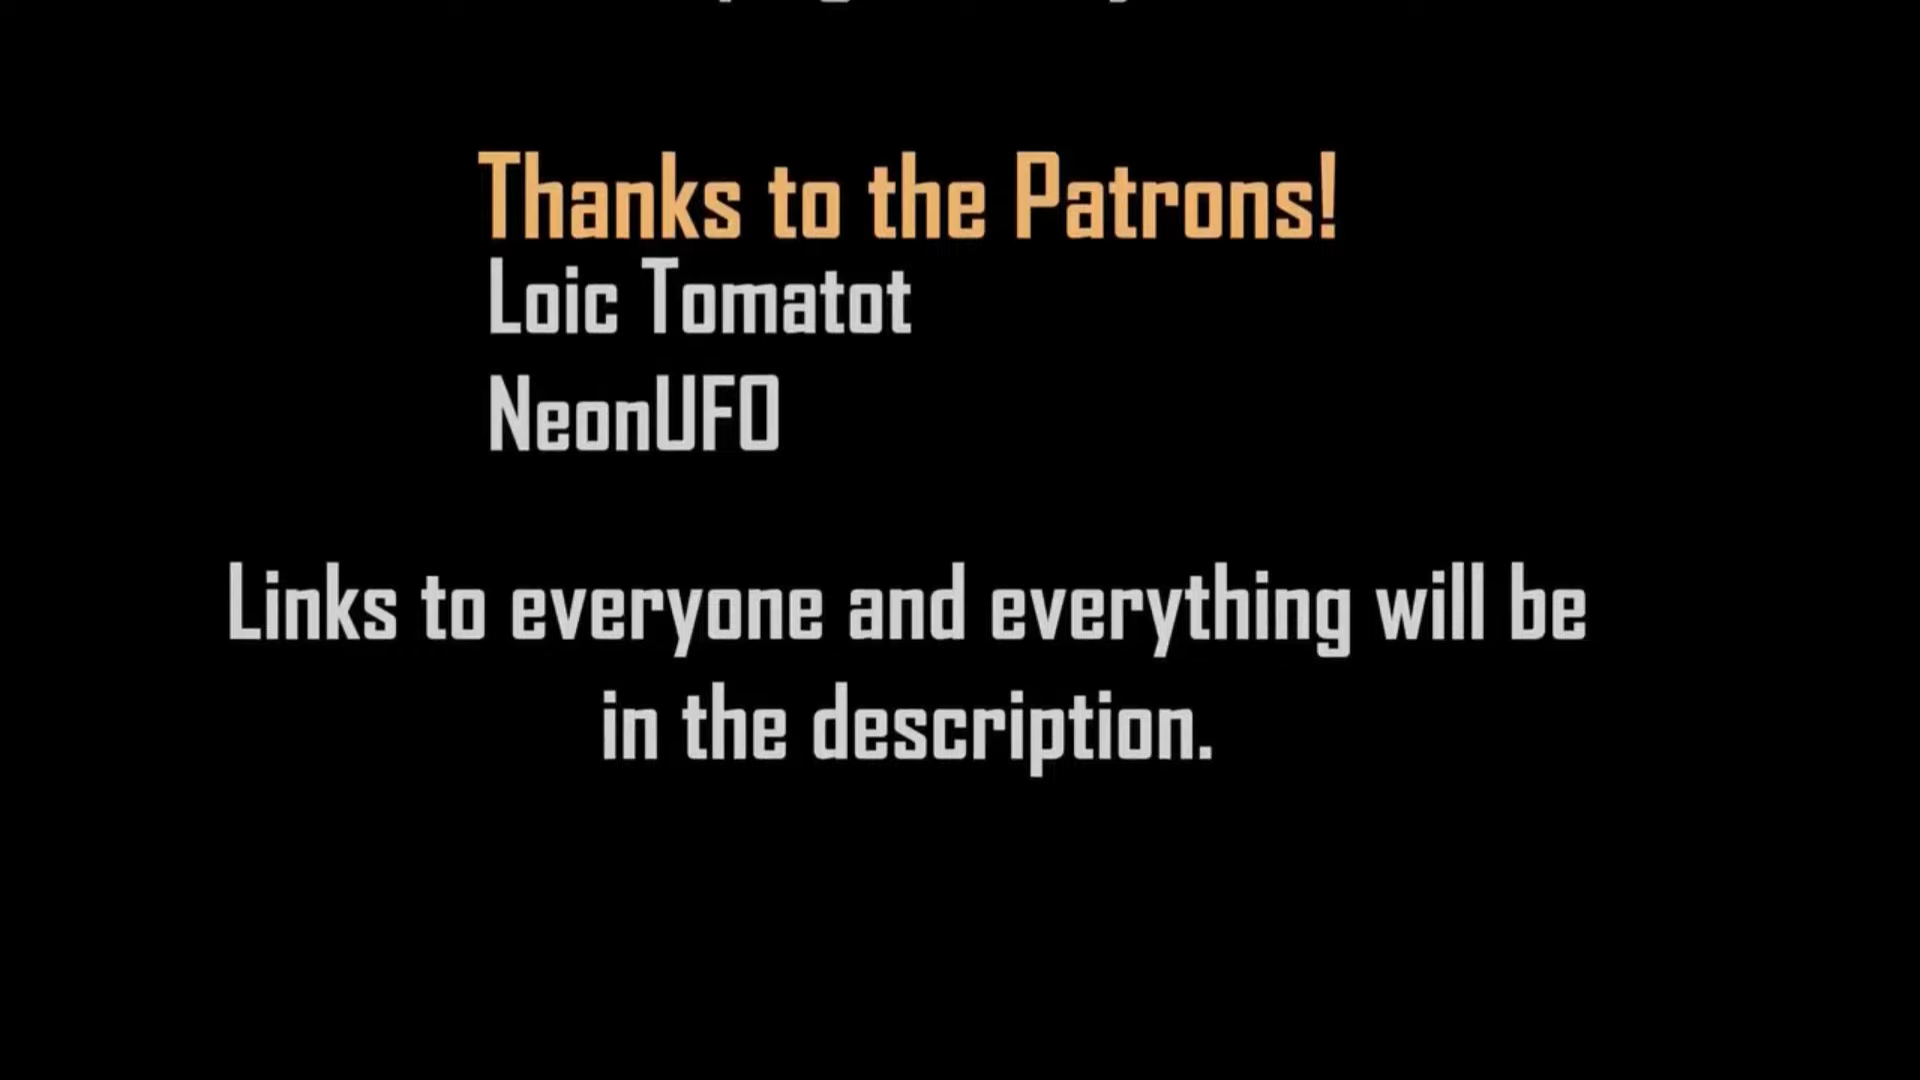 Thanks to the Patrons!
Loic Tomatot
NeonUFO
Links to everyone and everything will be
in the description.